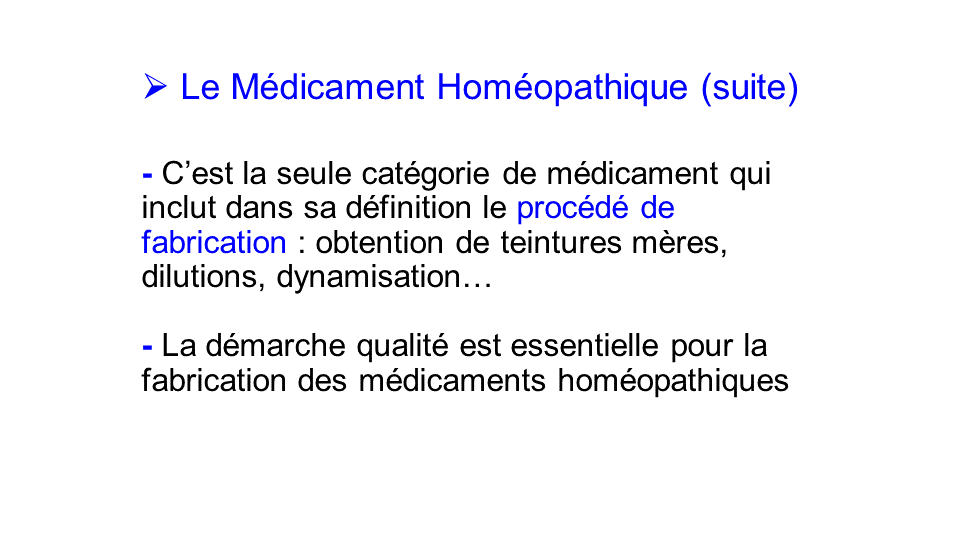 ➢ Le Médicament Homéopathique (suite)
- C’est la seule catégorie de médicament qui
inclut dans sa définition le procédé de
fabrication : obtention de teintures mères,
dilutions, dynamisation…
- La démarche qualité est essentielle pour la
fabrication des médicaments homéopathiques